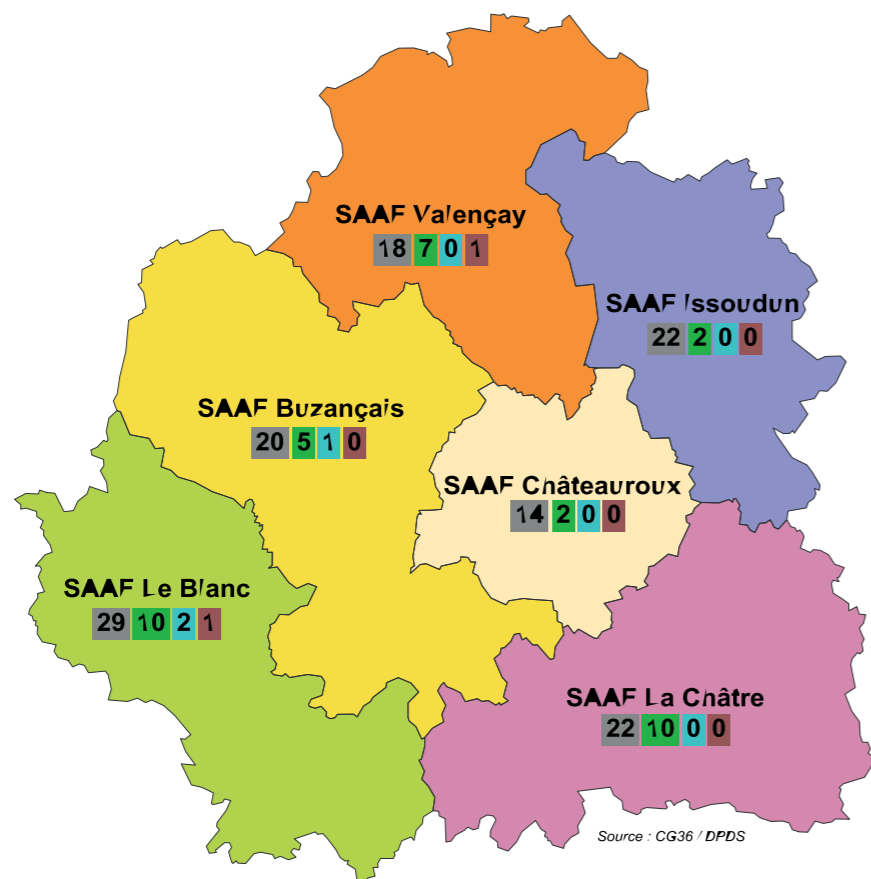 SAAF Valençay
18 7 0 1
SAAF Issoudun
22 2 0 0
SAAF Buzançais
20 5 1 0
SAAF Châteauroux
14 2 0 0
SAAF Le Blanc
29 10 2 1
SAAF La Châtre
22 10 0 0
Source : CG36 / DPDS